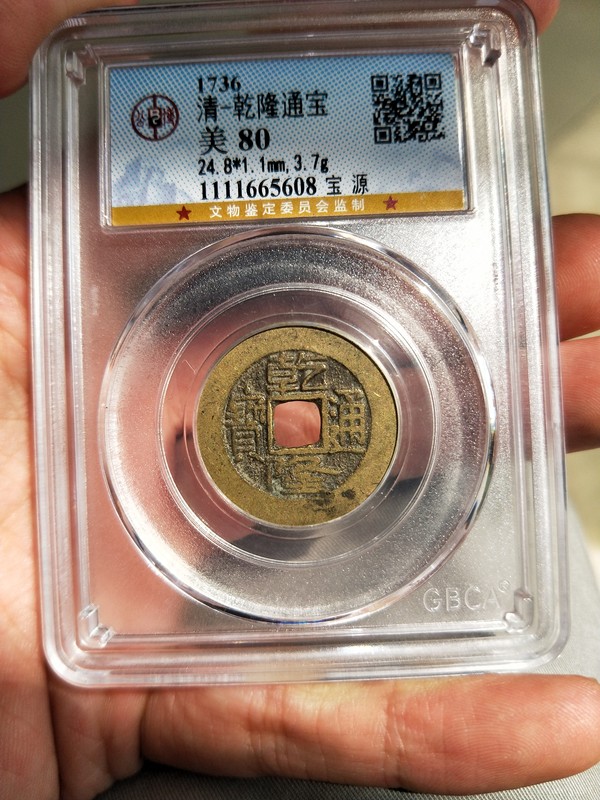 1736
清-乾隆通宝
美 80
24.8*1.1mm,3.7g
1111665608 宝 源
★ 文物鉴定委员会监制 ★
乾
寶 通
隆
GBCA